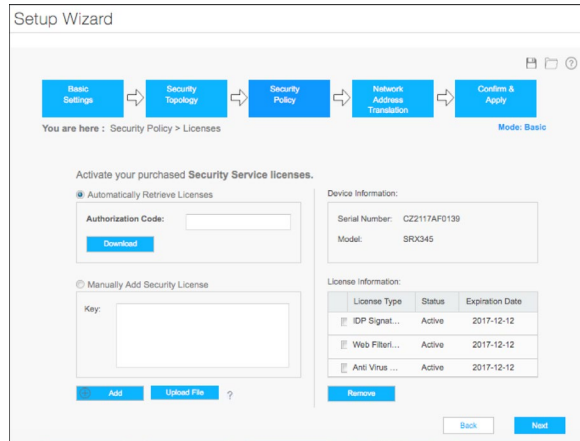 Setup Wizard
?
Basic Settings
Security Topology
Security Policy
Network Address Translation
Confirm & Apply
You are here : Security Policy > Licenses
Mode: Basic
Activate your purchased Security Service licenses.
Automatically Retrieve Licenses
Authorization Code:
Download
Device Information:
Serial Number: CZ2117AF0139
Model: SRX345
Manually Add Security License
Key:
Add
Upload File
?
License Information:
License Type Status Expiration Date
IDP Signat... Active 2017-12-12
Web Filteri... Active 2017-12-12
Anti Virus ... Active 2017-12-12
Remove
Back
Next